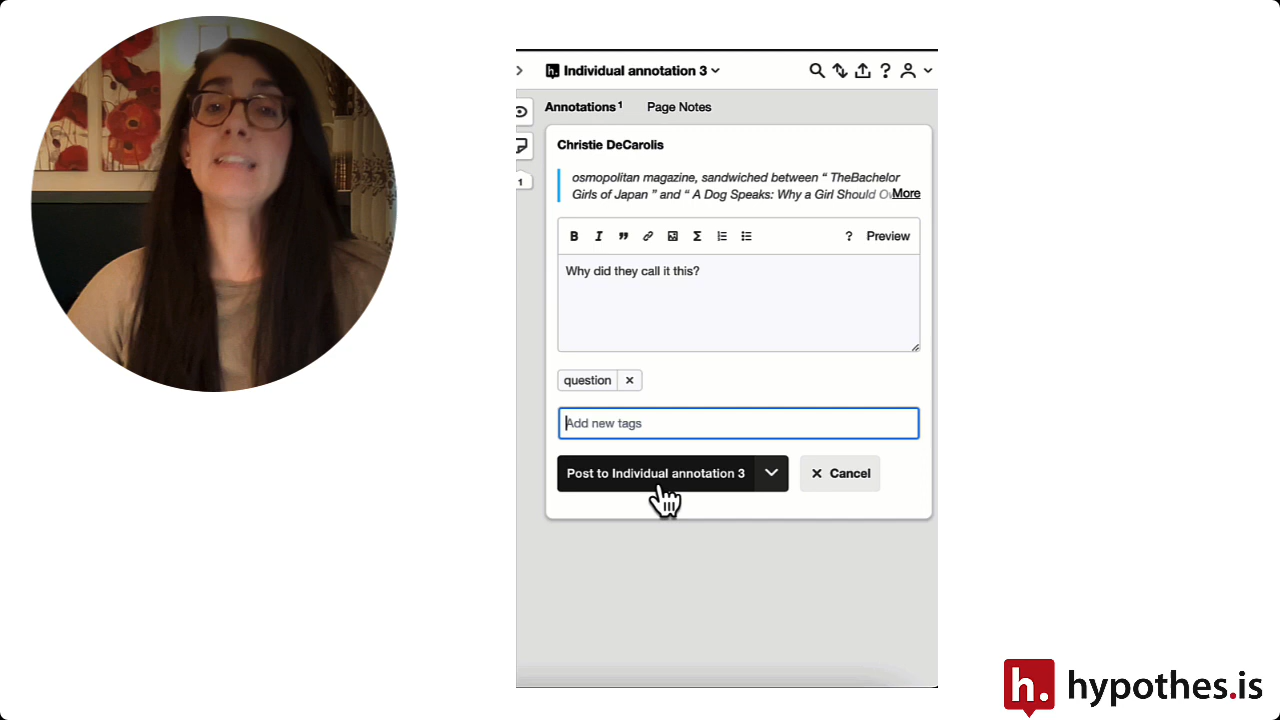 Individual annotation 3
?
Annotations 1 Page Notes
Christie DeCarolis
1
osmopolitan magazine, sandwiched between “ TheBachelor
Girls of Japan ” and “ A Dog Speaks: Why a Girl Should Ow
More
B I ” Σ ? Preview
Why did they call it this?
question ×
Add new tags
Post to Individual annotation 3
× Cancel
h. hypothes.is